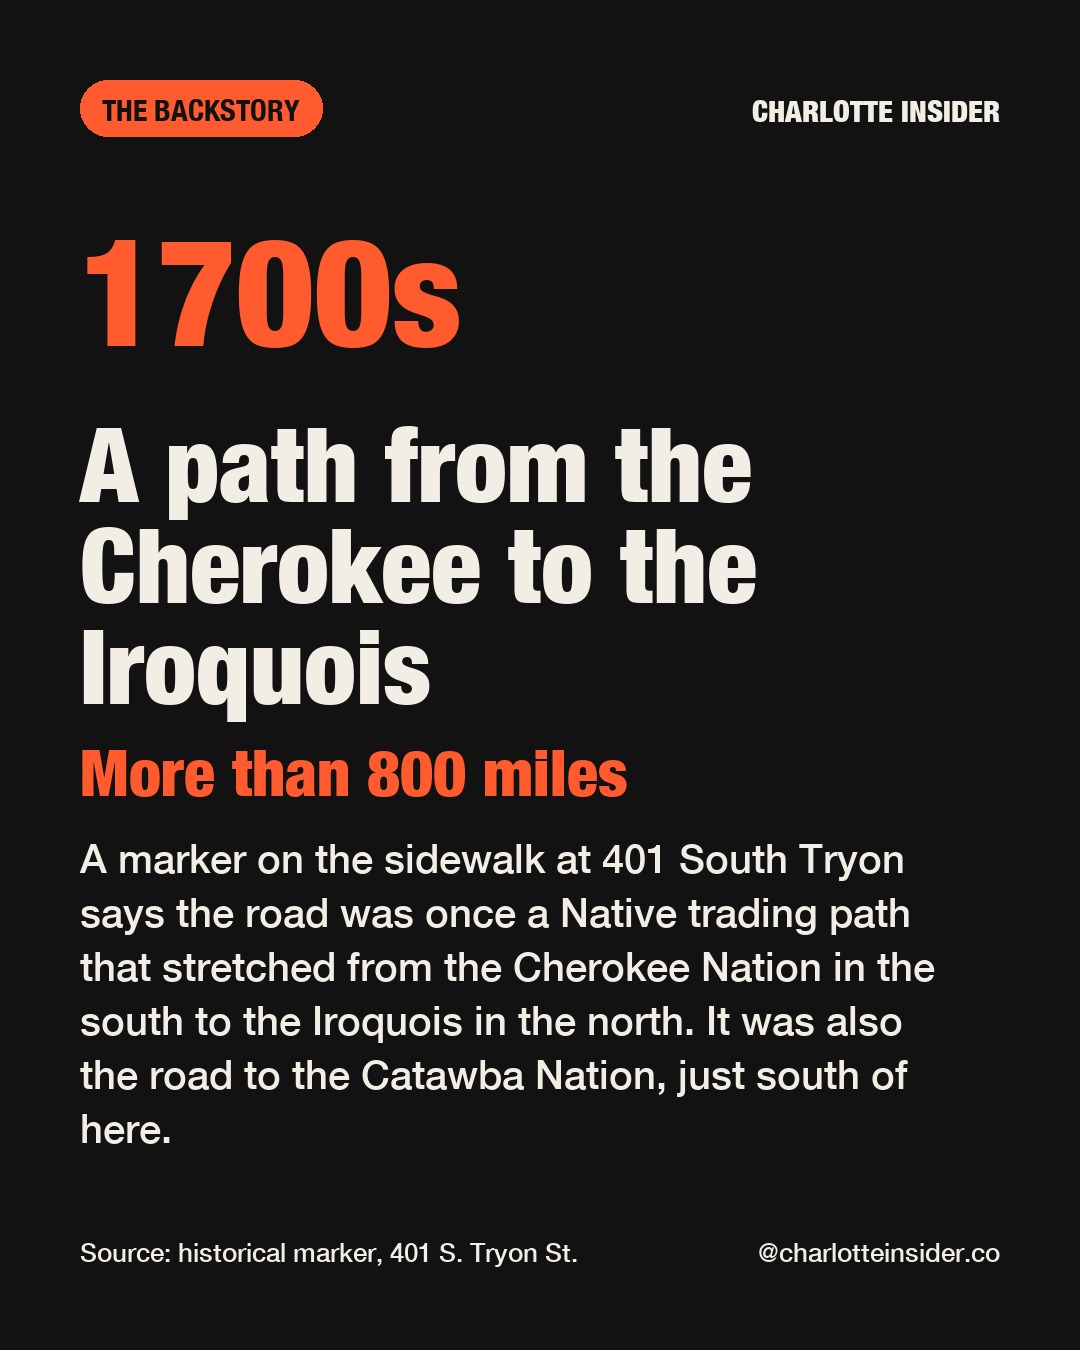 THE BACKSTORY
CHARLOTTE INSIDER
1700s
A path from the
Cherokee to the
Iroquois
More than 800 miles
A marker on the sidewalk at 401 South Tryon
says the road was once a Native trading path
that stretched from the Cherokee Nation in the
south to the Iroquois in the north. It was also
the road to the Catawba Nation, just south of
here.
Source: historical marker, 401 S. Tryon St.
@charlotteinsider.co